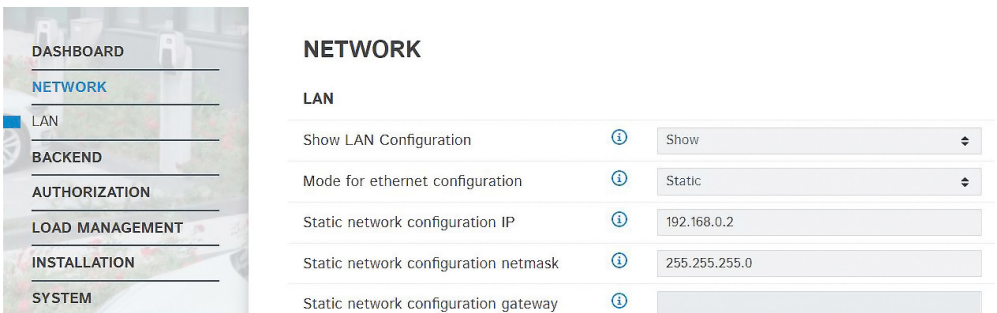 DASHBOARD
NETWORK
LAN
BACKEND
AUTHORIZATION
LOAD MANAGEMENT
INSTALLATION
SYSTEM
NETWORK
LAN
Show LAN Configuration Show
Mode for ethernet configuration Static
Static network configuration IP 192.168.0.2
Static network configuration netmask 255.255.255.0
Static network configuration gateway